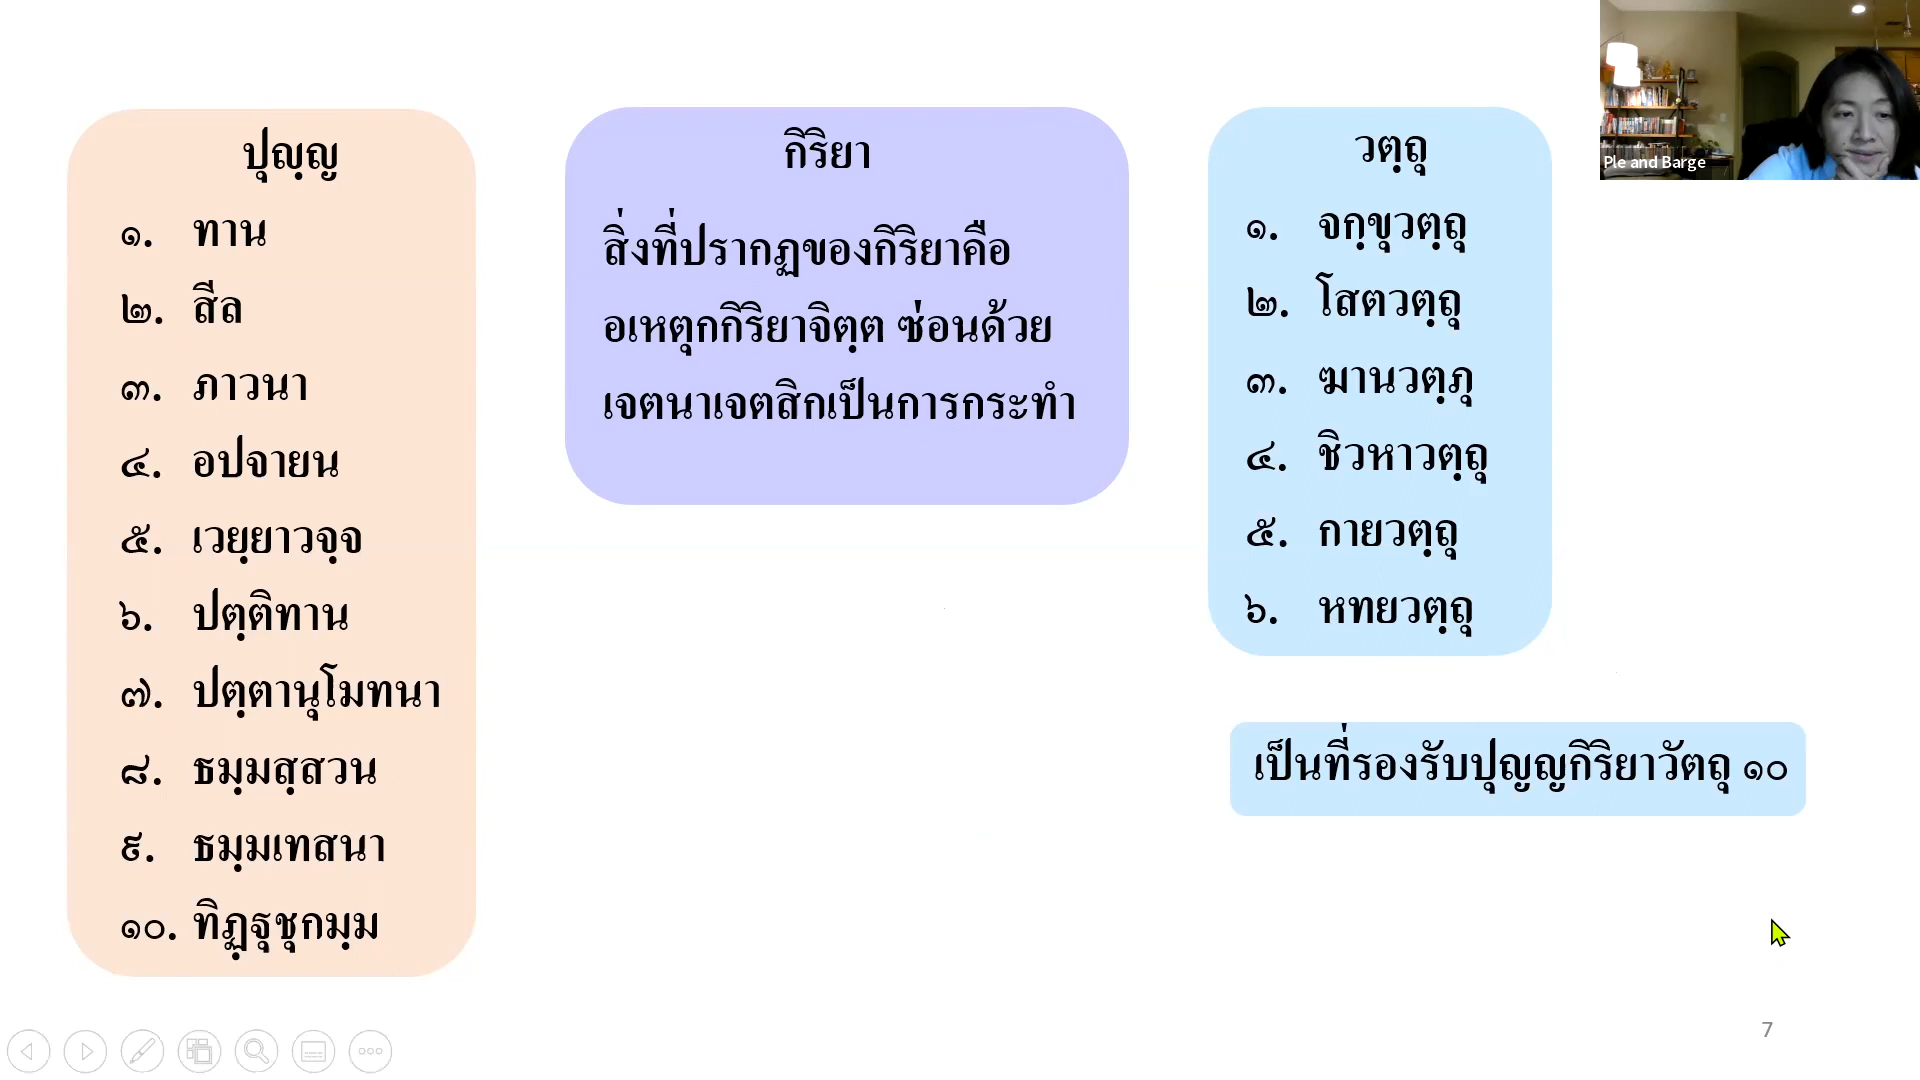 ปุญฺญ
๑. ทาน
๒. สีล
๓. ภาวนา
๔. อปจายน
๕. เวยฺยาวจฺจ
๖. ปตฺติทาน
๗. ปตฺตานุโมทนา
๘. ธมฺมสฺสวน
๙. ธมฺมเทสนา
๑๐. ทิฏฺฐุชุกมฺม
กิริยา
สิ่งที่ปรากฏของกิริยาคือ
อเหตุกกิริยาจิตฺต ซ่อนด้วย
เจตนาเจตสิกเป็นการกระทำ
วตฺถุ
๑. จกฺขุวตฺถุ
๒. โสตวตฺถุ
๓. ฆานวตฺภุ
๔. ชิวหาวตฺถุ
๕. กายวตฺถุ
๖. หทยวตฺถุ
เป็นที่รองรับปุญญกิริยาวัตถุ ๑๐
Ple and Barge
7